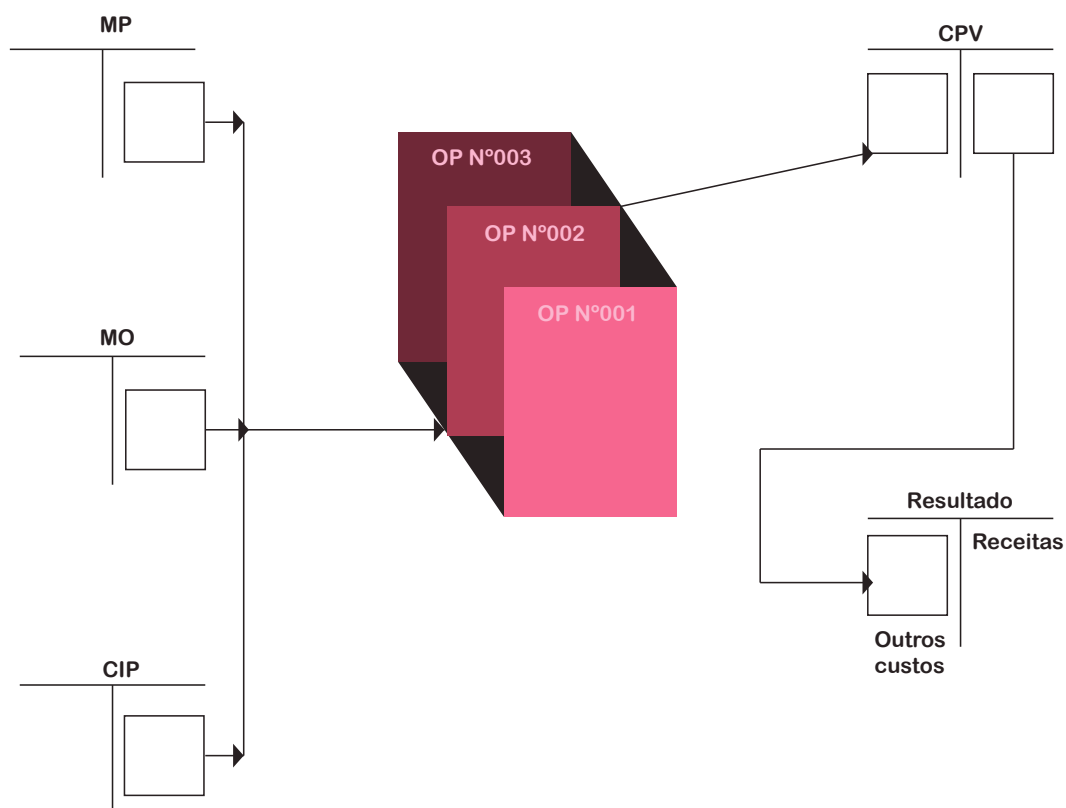 MP
CPV
OP Nº003
OP Nº002
OP Nº001
MO
Resultado
Receitas
Outros
custos
CIP